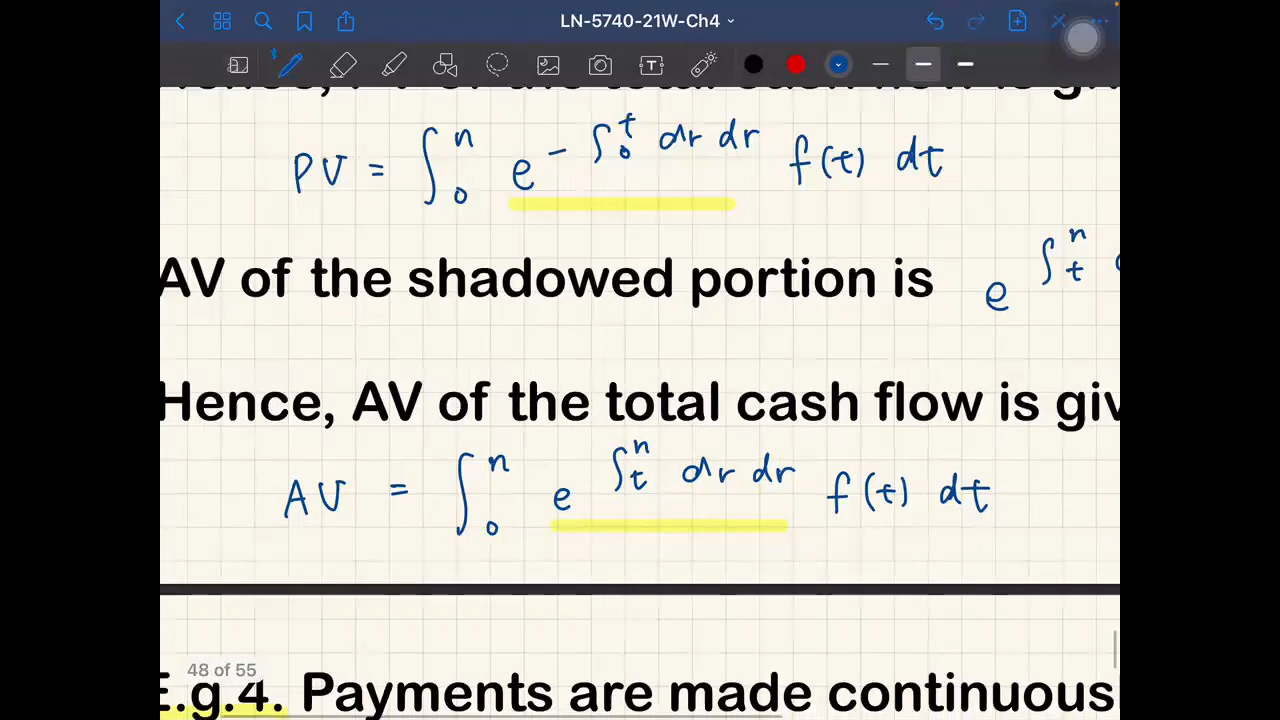 LN-5740-21W-Ch4
PV = ∫₀ⁿ e^{-∫₀ᵗ δr dr} f(t) dt
AV of the shadowed portion is e^{∫ₜⁿ
Hence, AV of the total cash flow is giv
AV = ∫₀ⁿ e^{∫ₜⁿ δr dr} f(t) dt
48 of 55
E.g.4. Payments are made continuous